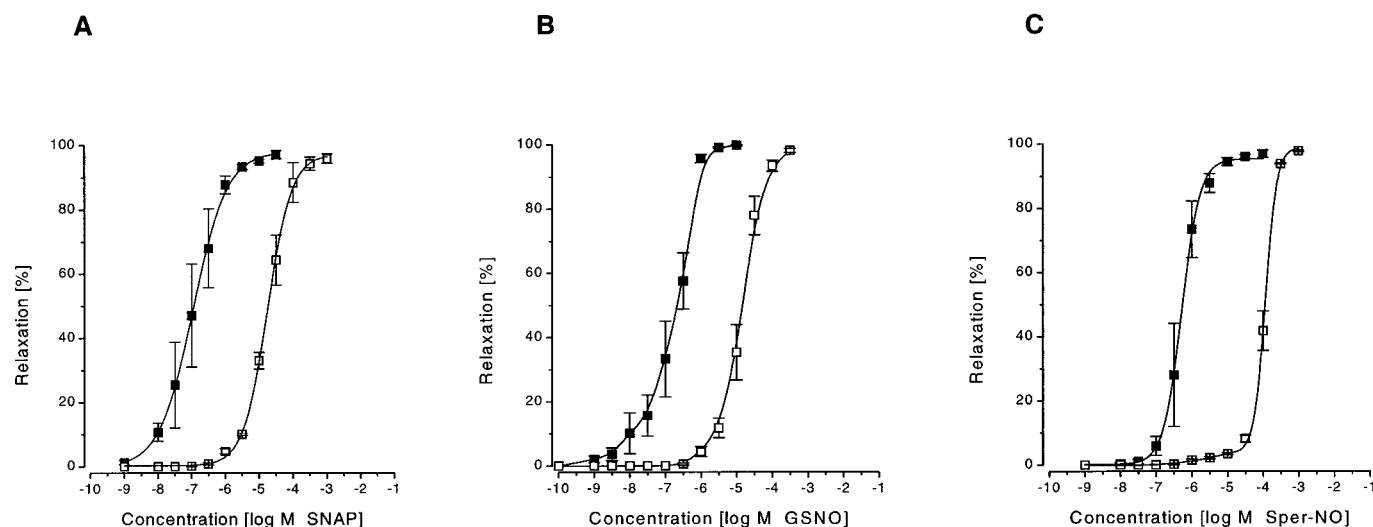 A
B
C
100
80
60
40
20
0
Relaxation [%]
-10 -9 -8 -7 -6 -5 -4 -3 -2 -1
Concentration [log M SNAP]
100
80
60
40
20
0
Relaxation [%]
-10 -9 -8 -7 -6 -5 -4 -3 -2 -1
Concentration [log M GSNO]
100
80
60
40
20
0
Relaxation [%]
-10 -9 -8 -7 -6 -5 -4 -3 -2 -1
Concentration [log M Sper-NO]